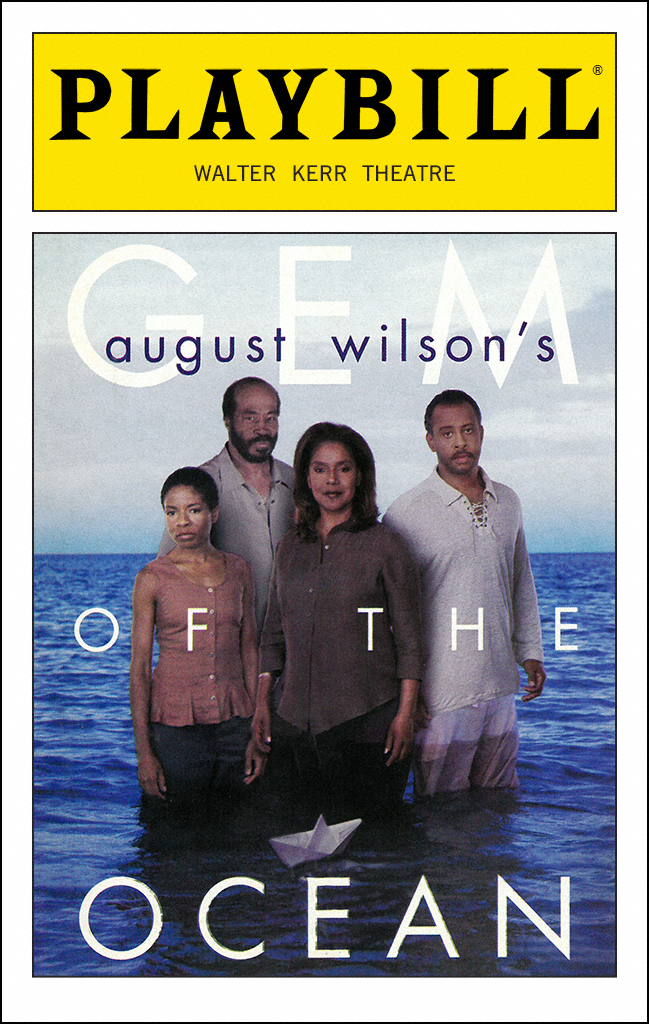 PLAYBILL®
WALTER KERR THEATRE
GEM
august wilson's
OF THE
OCEAN